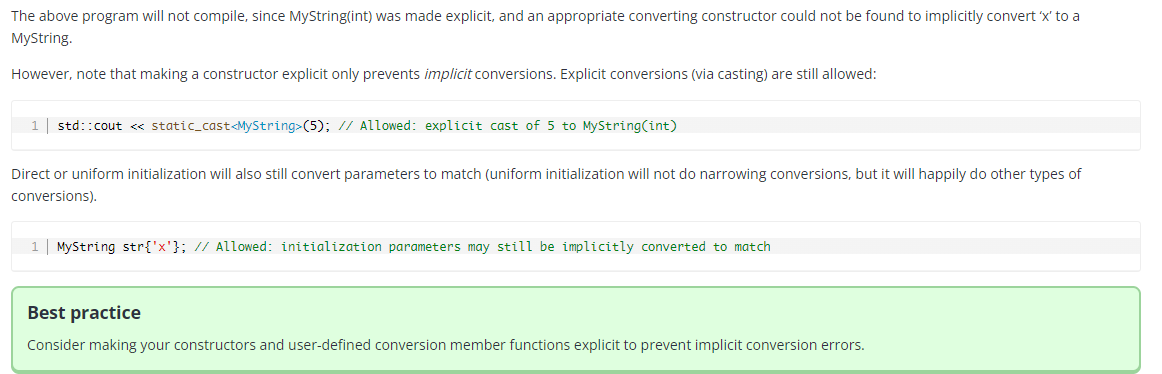 The above program will not compile, since MyString(int) was made explicit, and an appropriate converting constructor could not be found to implicitly convert ‘x’ to a
MyString.
However, note that making a constructor explicit only prevents implicit conversions. Explicit conversions (via casting) are still allowed:
1 std::cout << static_cast<MyString>(5); // Allowed: explicit cast of 5 to MyString(int)
Direct or uniform initialization will also still convert parameters to match (uniform initialization will not do narrowing conversions, but it will happily do other types of
conversions).
1 MyString str{'x'}; // Allowed: initialization parameters may still be implicitly converted to match
Best practice
Consider making your constructors and user-defined conversion member functions explicit to prevent implicit conversion errors.